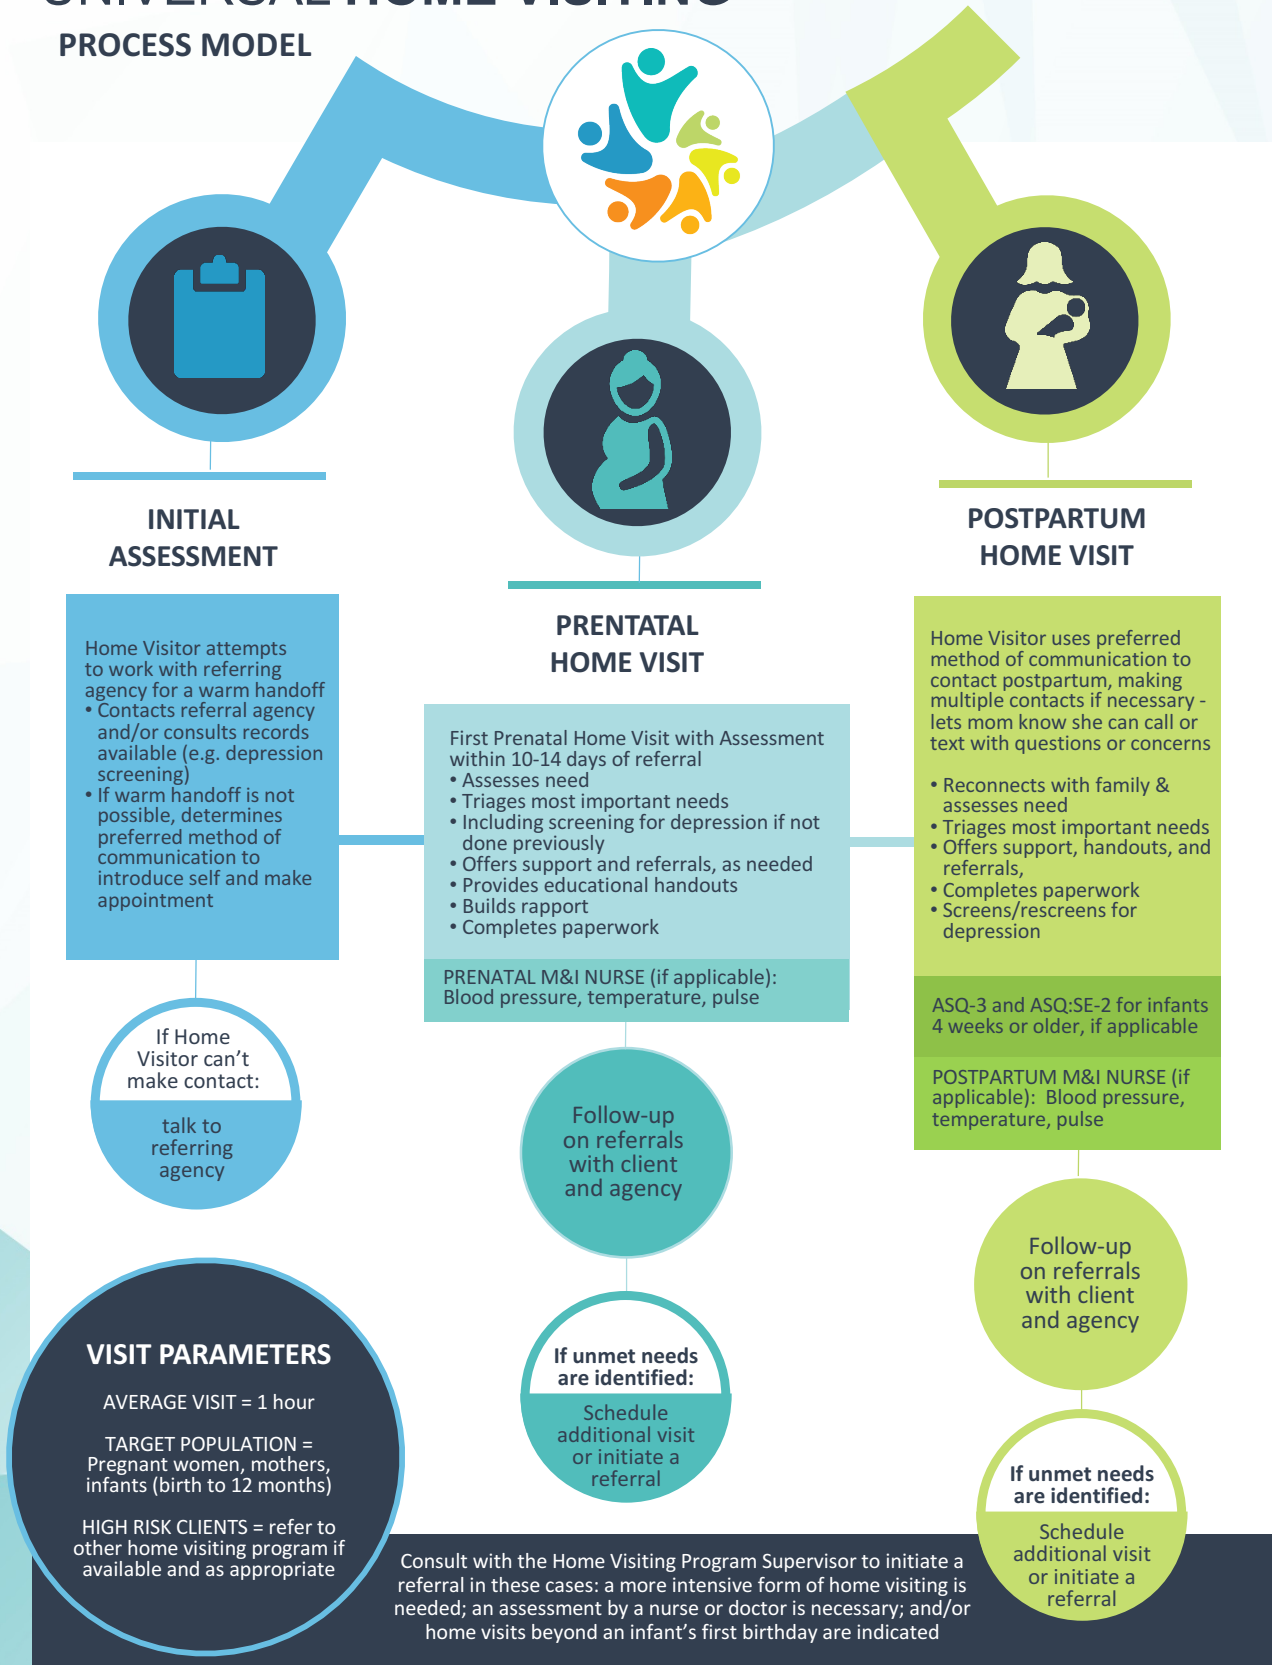 UNIVERSAL HOME VISITING
PROCESS MODEL
INITIAL
ASSESSMENT
Home Visitor attempts
to work with referring
agency for a warm handoff
• Contacts referral agency
and/or consults records
available (e.g. depression
screening)
• If warm handoff is not
possible, determines
preferred method of
communication to
introduce self and make
appointment
If Home
Visitor can't
make contact:
talk to
referring
agency
PRENTATAL
HOME VISIT
First Prenatal Home Visit with Assessment
within 10-14 days of referral
• Assesses need
• Triages most important needs
• Including screening for depression if not
done previously
• Offers support and referrals, as needed
• Provides educational handouts
• Builds rapport
• Completes paperwork
PRENATAL M&I NURSE (if applicable):
Blood pressure, temperature, pulse
Follow-up
on referrals
with client
and agency
If unmet needs
are identified:
Schedule
additional visit
or initiate a
referral
POSTPARTUM
HOME VISIT
Home Visitor uses preferred
method of communication to
contact postpartum, making
multiple contacts if necessary -
lets mom know she can call or
text with questions or concerns
• Reconnects with family &
assesses need
• Triages most important needs
• Offers support, handouts, and
referrals,
• Completes paperwork
• Screens/rescreens for
depression
ASQ-3 and ASQ:SE-2 for infants
4 weeks or older, if applicable
POSTPARTUM M&I NURSE (if
applicable): Blood pressure,
temperature, pulse
Follow-up
on referrals
with client
and agency
If unmet needs
are identified:
Schedule
additional visit
or initiate a
referral
VISIT PARAMETERS
AVERAGE VISIT = 1 hour
TARGET POPULATION =
Pregnant women, mothers,
infants (birth to 12 months)
HIGH RISK CLIENTS = refer to
other home visiting program if
available and as appropriate
Consult with the Home Visiting Program Supervisor to initiate a
referral in these cases: a more intensive form of home visiting is
needed; an assessment by a nurse or doctor is necessary; and/or
home visits beyond an infant's first birthday are indicated